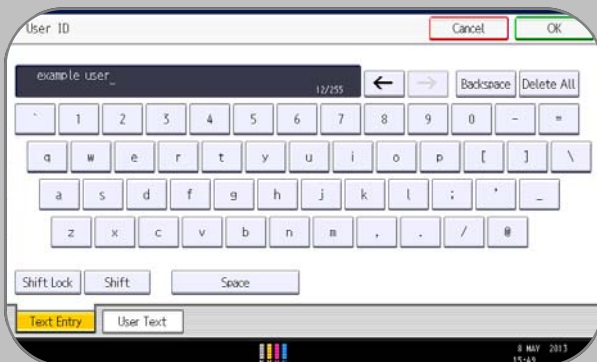 User ID Cancel OK
example user_ 12/255 ← → Backspace Delete All
` 1 2 3 4 5 6 7 8 9 0 - =
q w e r t y u i o p [ ] \
a s d f g h j k l ; ' _
z x c v b n m , . / @
Shift Lock Shift Space
Text Entry User Text
8 MAY 2013
15:49